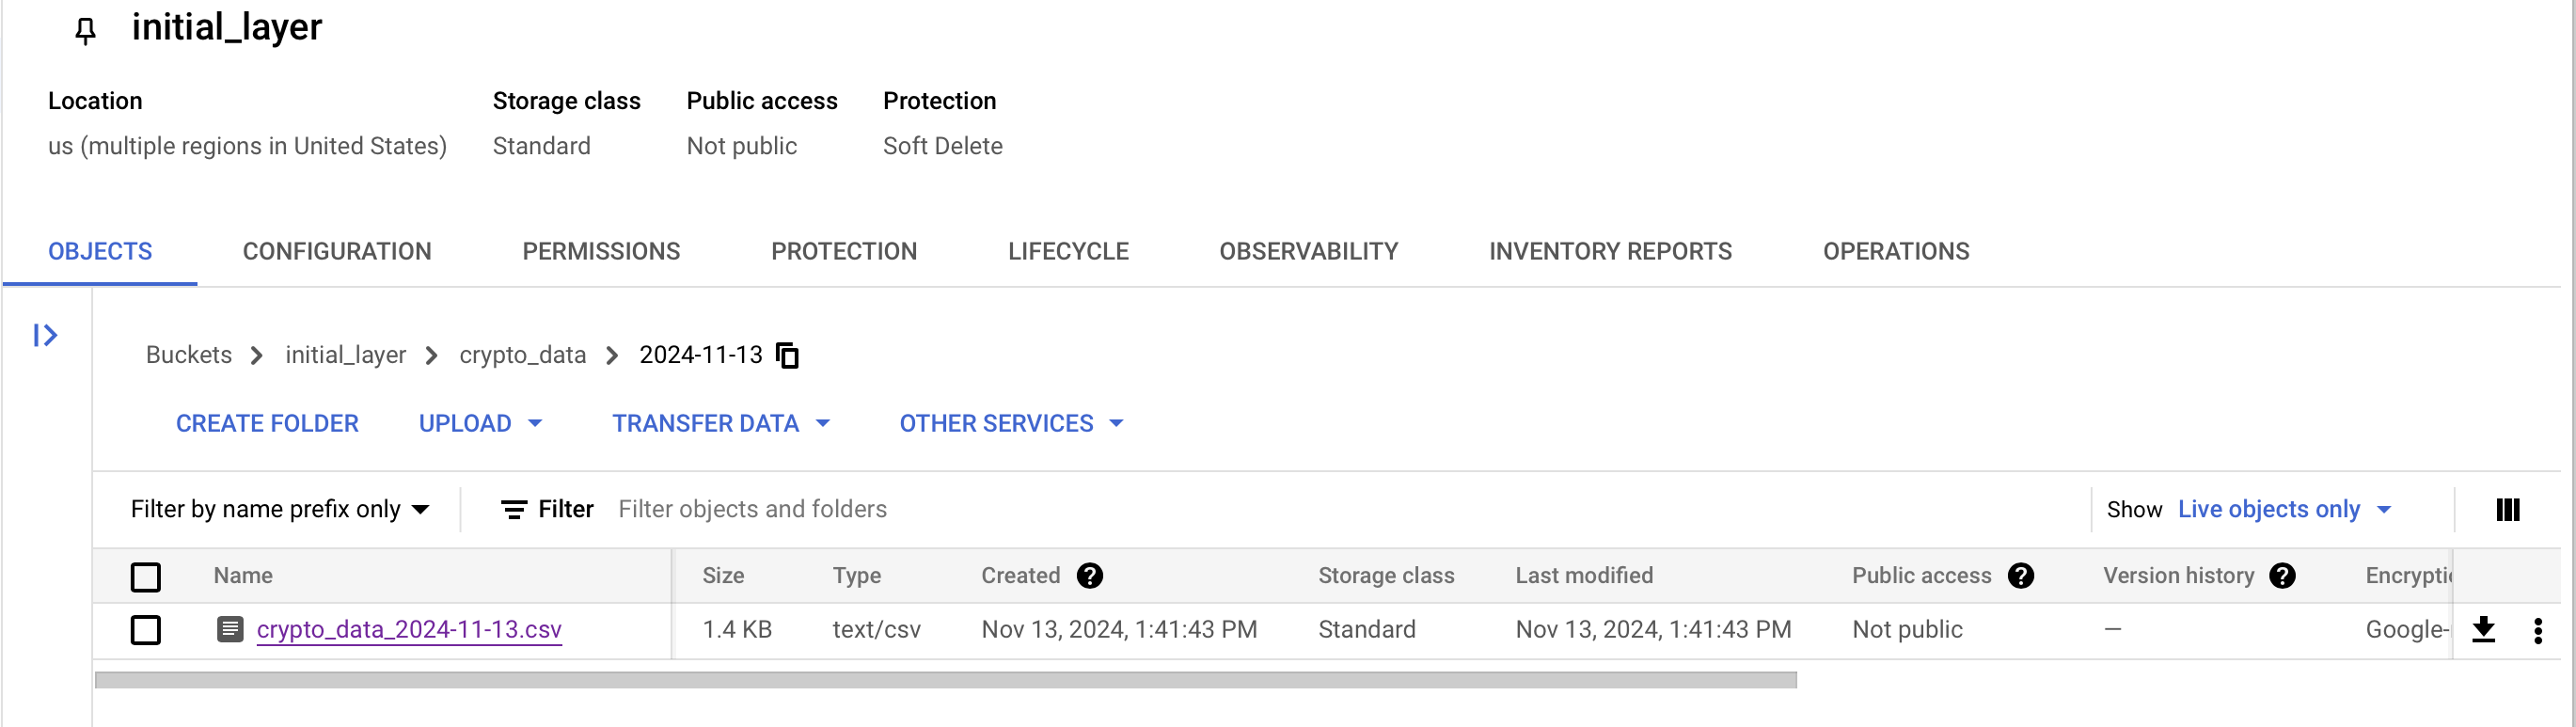 initial_layer
Location Storage class Public access Protection
us (multiple regions in United States) Standard Not public Soft Delete
OBJECTS CONFIGURATION PERMISSIONS PROTECTION LIFECYCLE OBSERVABILITY INVENTORY REPORTS OPERATIONS
Buckets initial_layer crypto_data 2024-11-13
CREATE FOLDER UPLOAD TRANSFER DATA OTHER SERVICES
Filter by name prefix only Filter Filter objects and folders Show Live objects only
Name Size Type Created Storage class Last modified Public access Version history Encrypti
crypto_data_2024-11-13.csv 1.4 KB text/csv Nov 13, 2024, 1:41:43 PM Standard Nov 13, 2024, 1:41:43 PM Not public — Google-